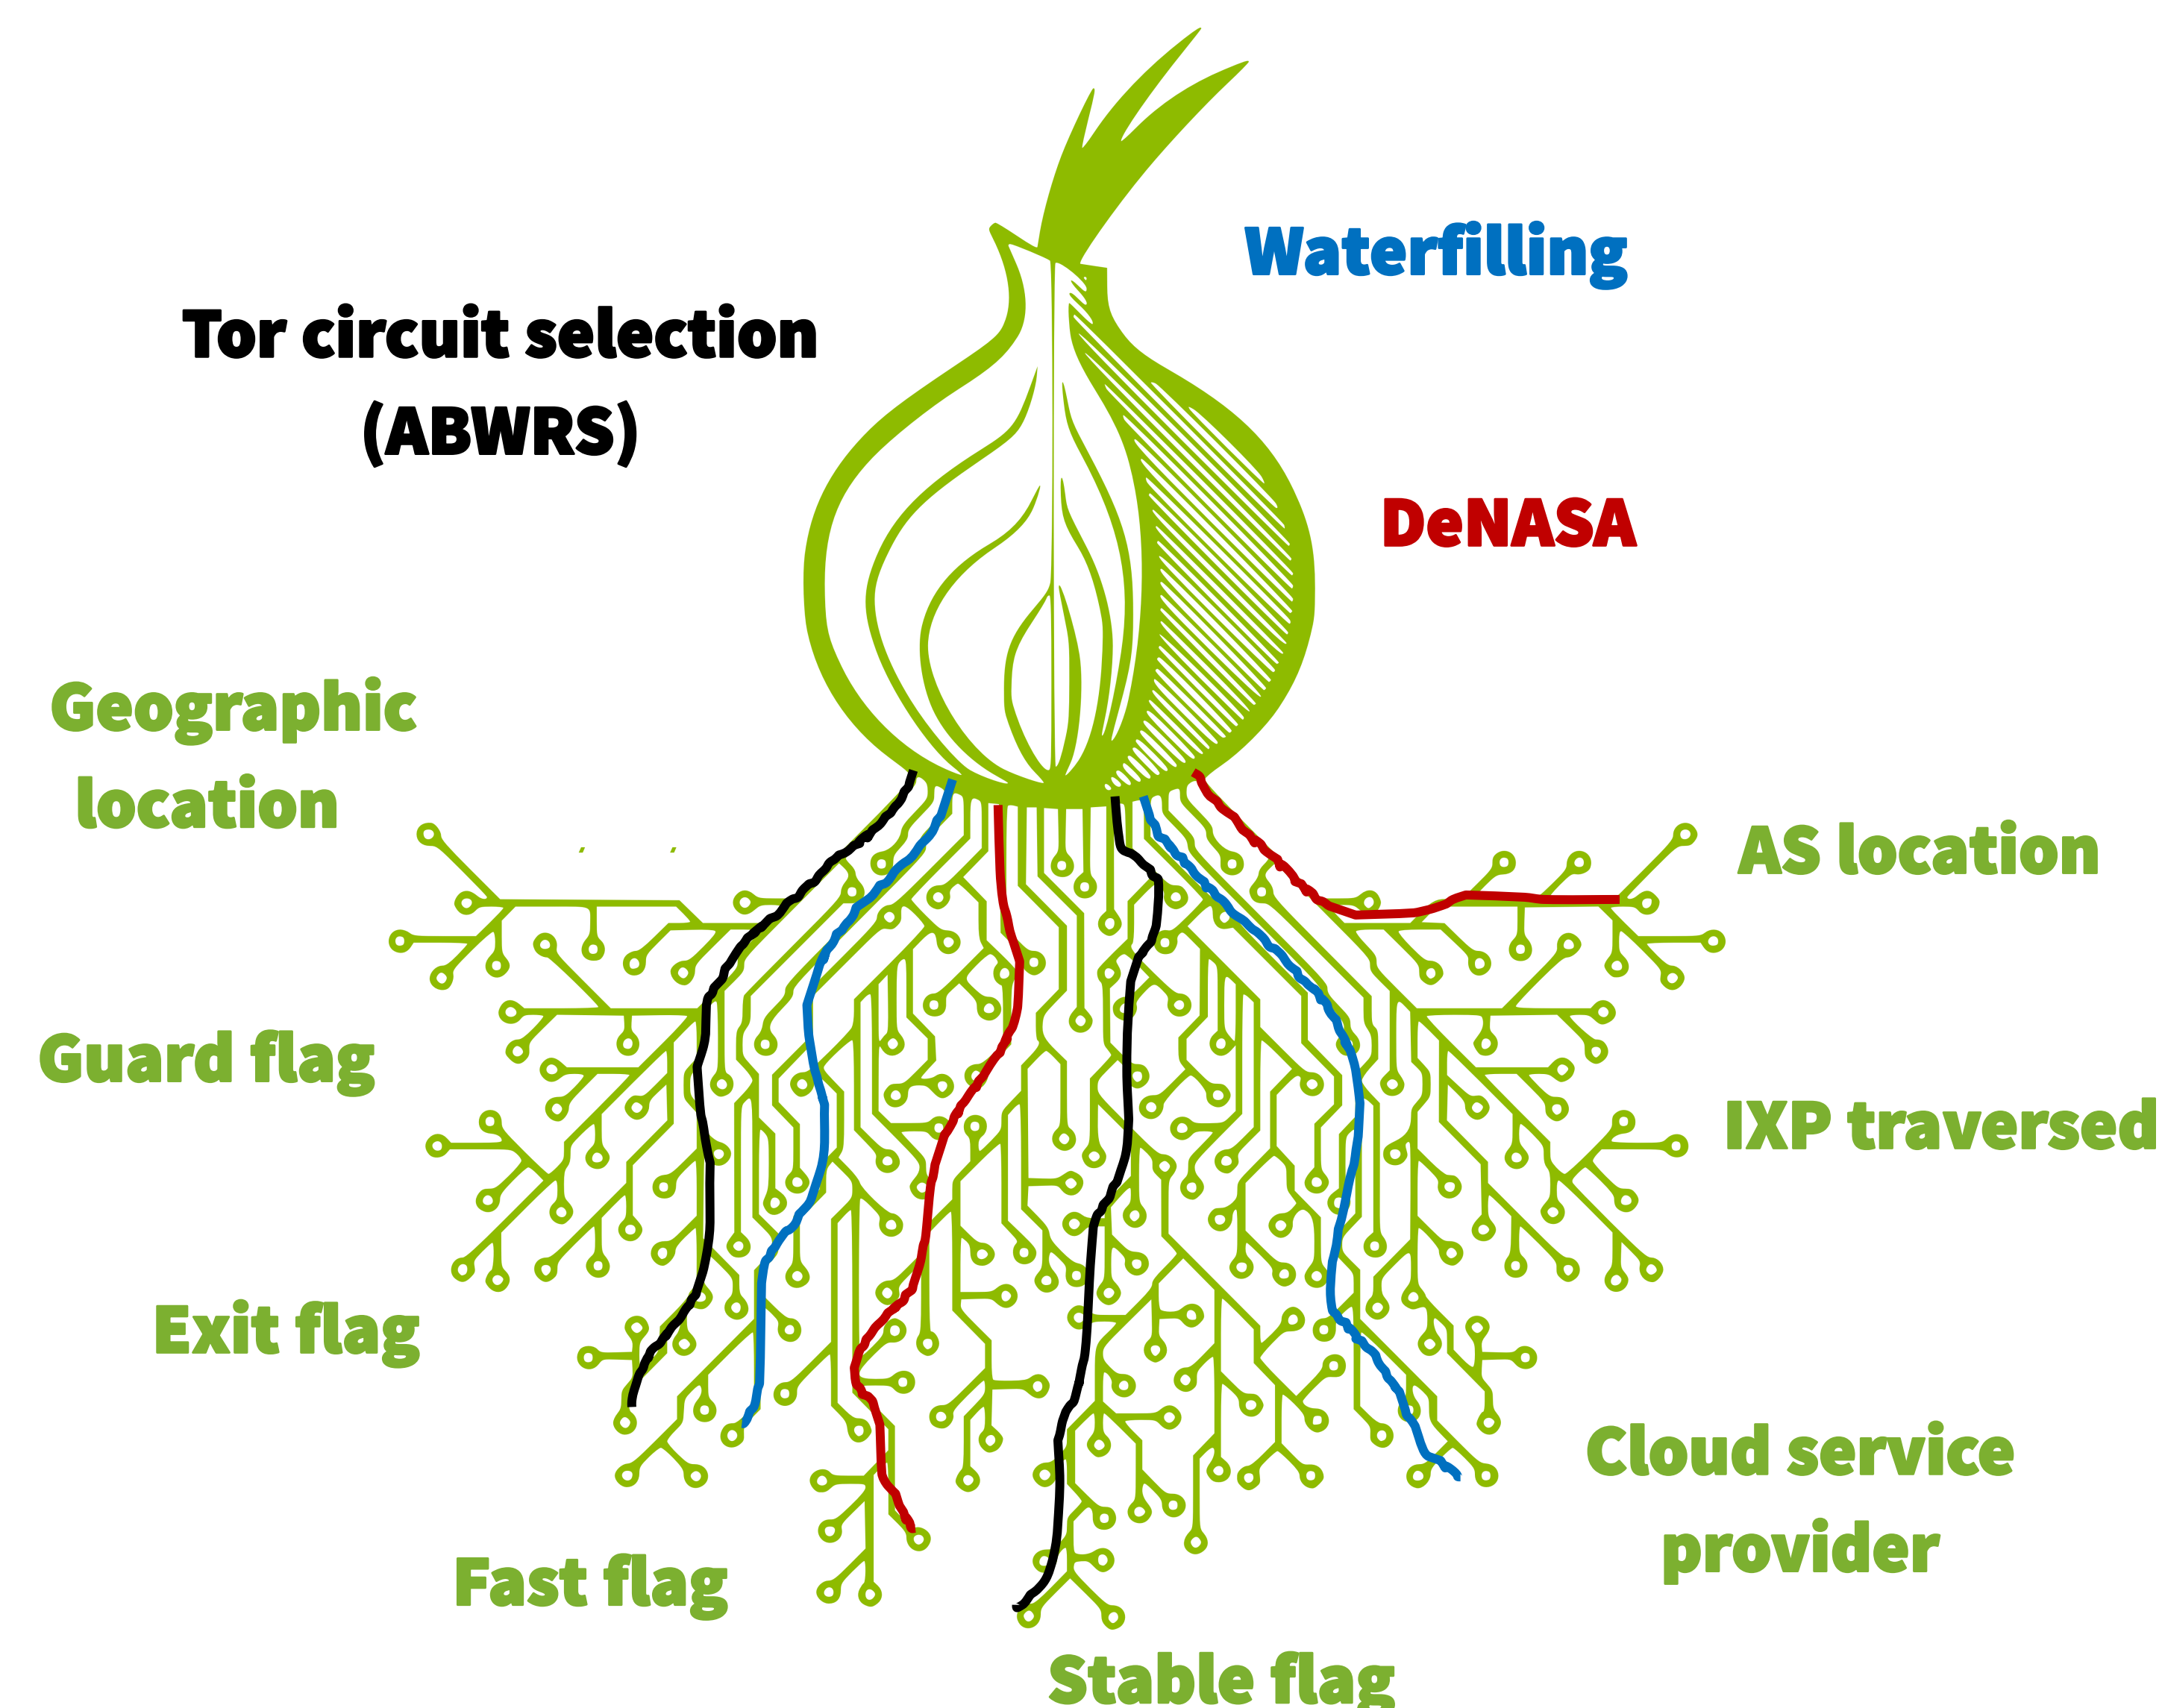 Waterfilling
Tor circuit selection
(ABWRS)
DeNASA
Geographic
location
AS location
Guard flag
IXP traversed
Exit flag
Cloud service
provider
Fast flag
Stable flag